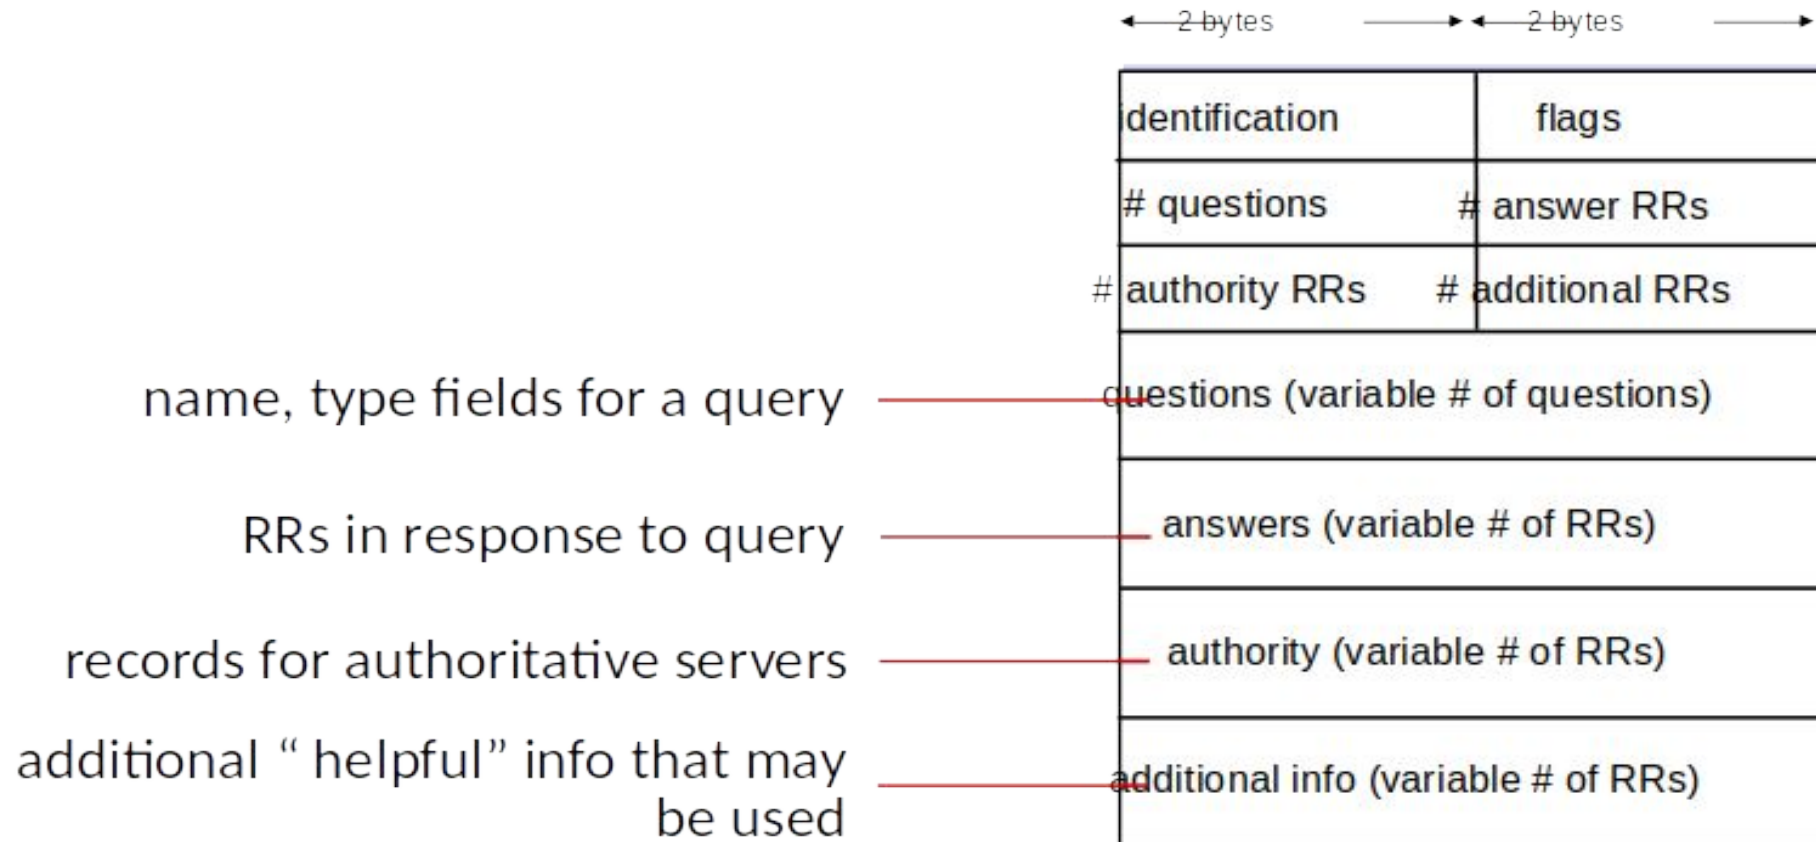 2 bytes 2 bytes
identification flags
# questions # answer RRs
# authority RRs # additional RRs
name, type fields for a query questions (variable # of questions)
RRs in response to query answers (variable # of RRs)
records for authoritative servers authority (variable # of RRs)
additional “ helpful” info that may
be used
additional info (variable # of RRs)